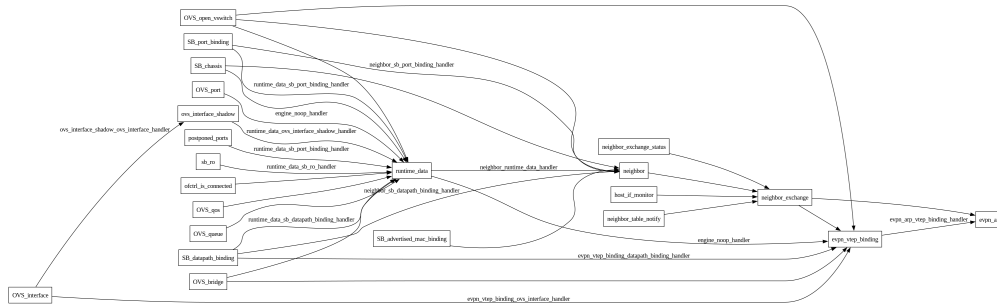 OVS_open_vswitch
SB_port_binding
neighbor_sb_port_binding_handler
SB_chassis
runtime_data_sb_port_binding_handler
OVS_port
engine_noop_handler
ovs_interface_shadow
ovs_interface_shadow_ovs_interface_handler
runtime_data_ovs_interface_shadow_handler
postponed_ports
runtime_data_sb_port_binding_handler
neighbor_exchange_status
sb_ro
runtime_data_sb_ro_handler
runtime_data
neighbor_runtime_data_handler
neighbor
ofctrl_is_connected
neighbor_sb_datapath_binding_handler
host_if_monitor
neighbor_exchange
OVS_qos
runtime_data_sb_datapath_binding_handler
neighbor_table_notify
evpn_arp_vtep_binding_handler
evpn_a
OVS_queue
SB_advertised_mac_binding
engine_noop_handler
evpn_vtep_binding
SB_datapath_binding
evpn_vtep_binding_datapath_binding_handler
OVS_bridge
OVS_interface
evpn_vtep_binding_ovs_interface_handler